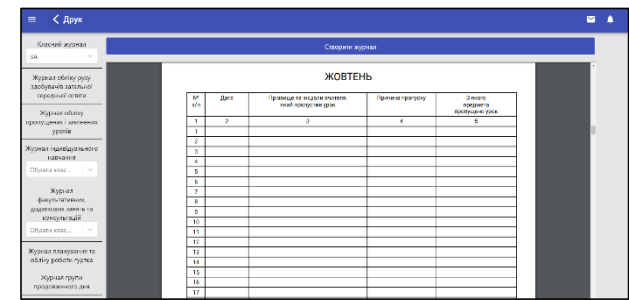 Друк
Класний журнал
3А
Журнал обліку руху
здобувачів загальної
середньої освіти
Журнал обліку
пропущених і замінених
уроків
Журнал індивідуального
навчання
Обрати клас...
Журнал
факультативних,
додаткових занять та
консультацій
Обрати клас...
Журнал планування та
обліку роботи гуртка
Журнал групи
продовженого дня
Створити журнал
ЖОВТЕНЬ
№ з/п Дата Прізвище та ініціали вчителя, який пропустив урок Причина пропуску З якого предмета пропущено урок
1 2 3 4 5
1
2
3
4
5
6
7
8
9
10
11
12
13
14
15
16
17